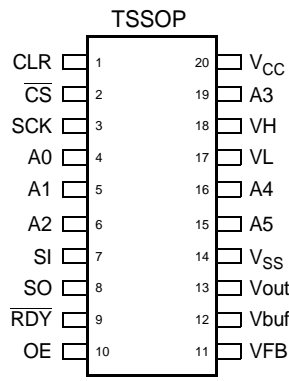 TSSOP
CLR 1 20 VCC
CS 2 19 A3
SCK 3 18 VH
A0 4 17 VL
A1 5 16 A4
A2 6 15 A5
SI 7 14 VSS
SO 8 13 Vout
RDY 9 12 Vbuf
OE 10 11 VFB